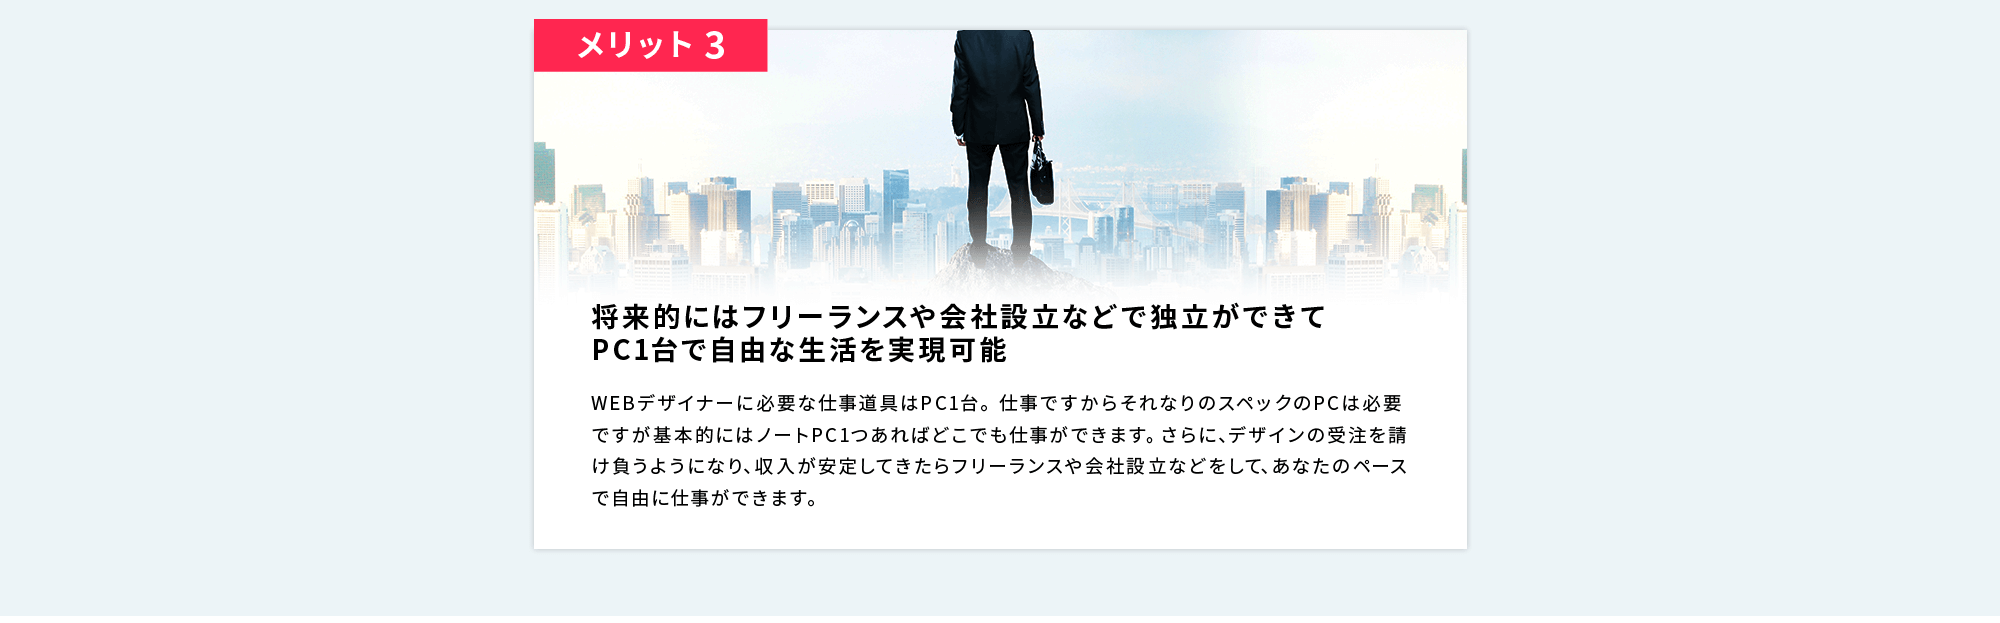 メリット 3
将来的にはフリーランスや会社設立などで独立ができて
PC1台で自由な生活を実現可能
WEBデザイナーに必要な仕事道具はPC1台。仕事ですからそれなりのスペックのPCは必要
ですが基本的にはノートPC1つあればどこでも仕事ができます。さらに、デザインの受注を請
け負うようになり、収入が安定してきたらフリーランスや会社設立などをして、あなたのペース
で自由に仕事ができます。